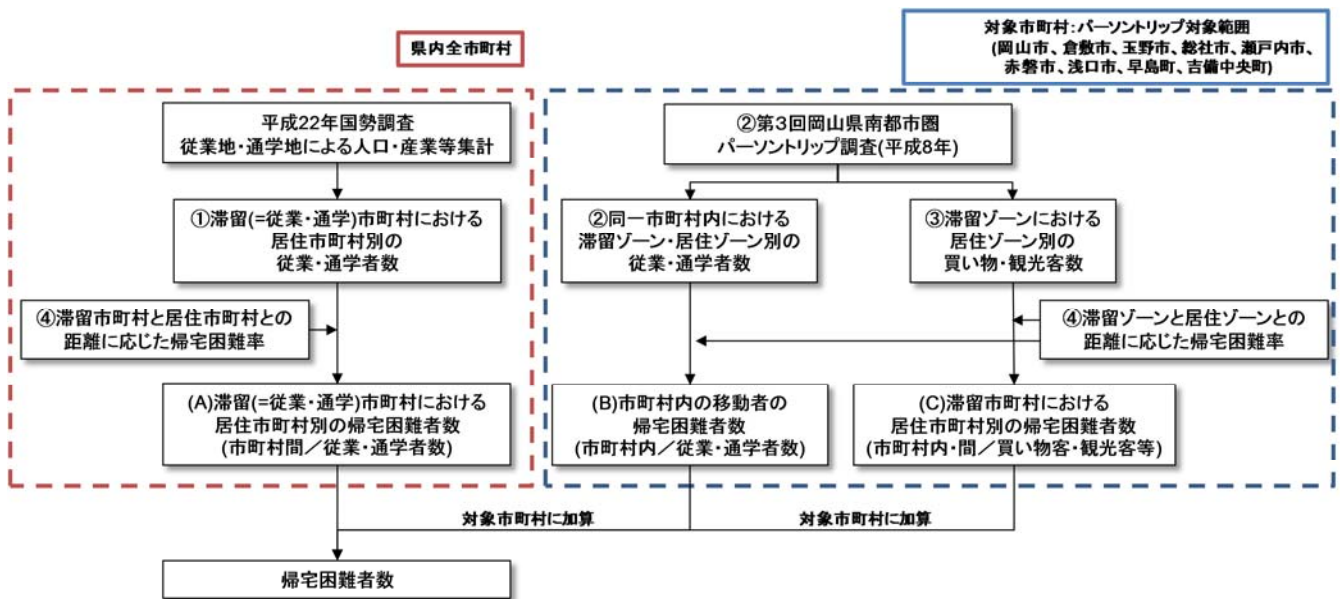 県内全市町村
対象市町村：パーソントリップ対象範囲
(岡山市、倉敷市、玉野市、総社市、瀬戸内市、
赤磐市、浅口市、早島町、吉備中央町)
平成22年国勢調査
従業地・通学地による人口・産業等集計
②第3回岡山県南都市圏
パーソントリップ調査(平成8年)
①滞留(=従業・通学)市町村における
居住市町村別の
従業・通学者数
②同一市町村内における
滞留ゾーン・居住ゾーン別の
従業・通学者数
③滞留ゾーンにおける
居住ゾーン別の
買い物・観光客数
④滞留市町村と居住市町村との
距離に応じた帰宅困難率
④滞留ゾーンと居住ゾーンとの
距離に応じた帰宅困難率
(A)滞留(=従業・通学)市町村における
居住市町村別の帰宅困難者数
(市町村間／従業・通学者数)
(B)市町村内の移動者の
帰宅困難者数
(市町村内／従業・通学者数)
(C)滞留市町村における
居住市町村別の帰宅困難者数
(市町村内・間／買い物客・観光客等)
対象市町村に加算
対象市町村に加算
帰宅困難者数